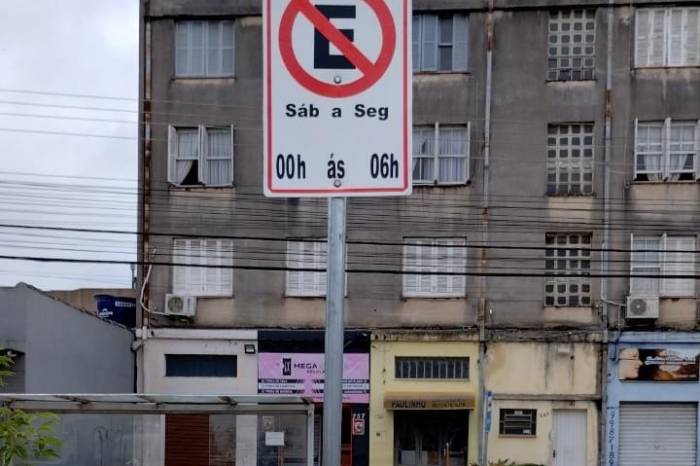 E
Sáb a Seg
00h ás 06h
MEGA
PAULINHO